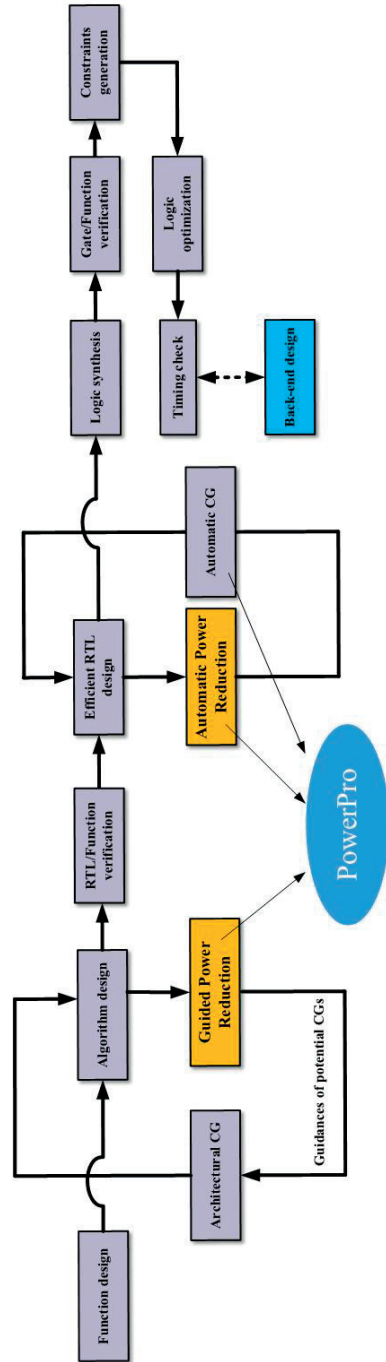 Function design
Architectural CG
Guidances of potential CGs
Algorithm design
Guided Power
Reduction
RTL/Function
verification
PowerPro
Efficient RTL
design
Automatic Power
Reduction
Automatic CG
Logic synthesis
Gate/Function
verification
Constraints
generation
Logic
optimization
Timing check
Back-end design